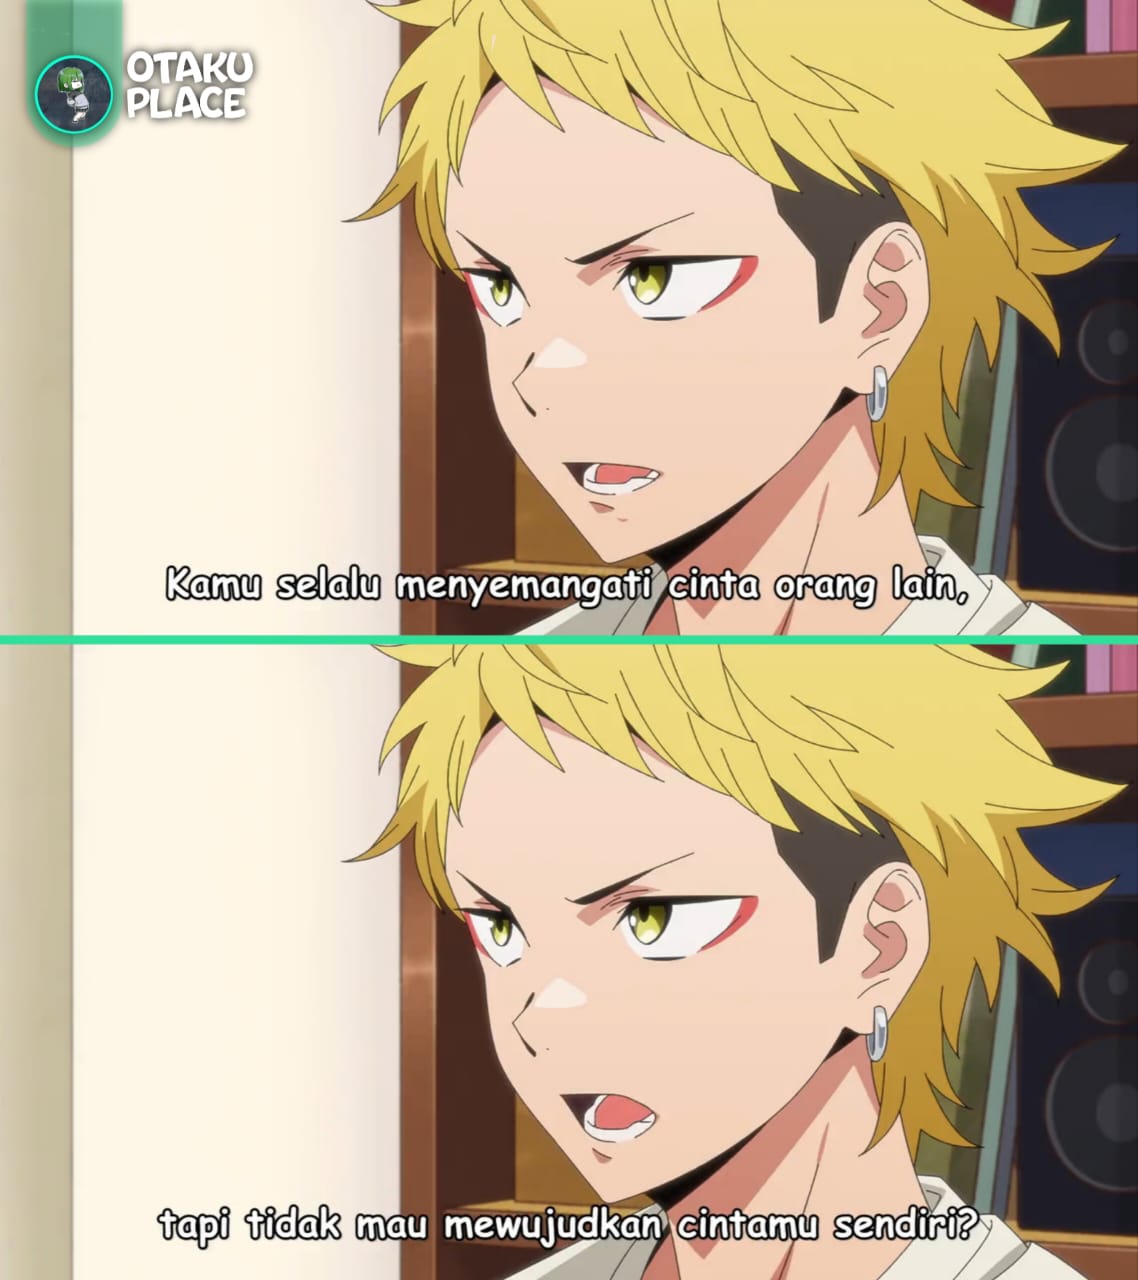 OTAKU
PLACE
Kamu selalu menyemangati cinta orang lain,
tapi tidak mau mewujudkan cintamu sendiri?